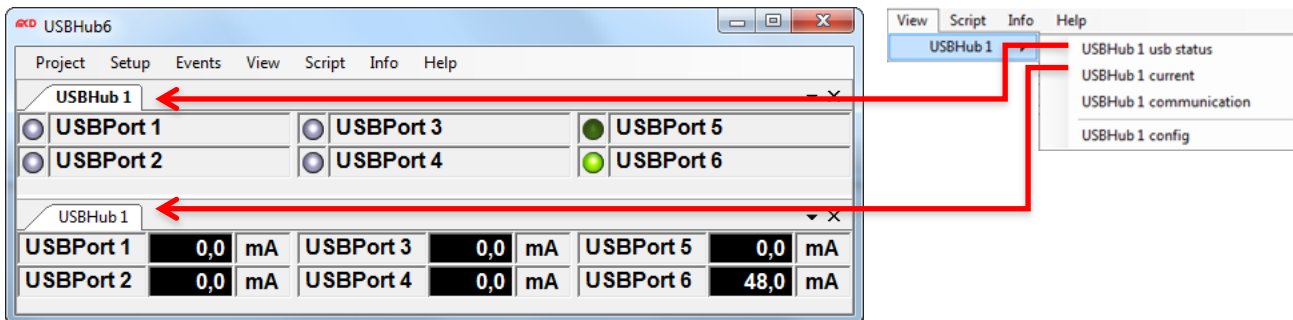 MCD USBHub6
Project Setup Events View Script Info Help
USBHub 1
USBPort 1 USBPort 3 USBPort 5
USBPort 2 USBPort 4 USBPort 6
USBHub 1
USBPort 1 0,0 mA USBPort 3 0,0 mA USBPort 5 0,0 mA
USBPort 2 0,0 mA USBPort 4 0,0 mA USBPort 6 48,0 mA
View Script Info Help
USBHub 1
USBHub 1 usb status
USBHub 1 current
USBHub 1 communication
USBHub 1 config